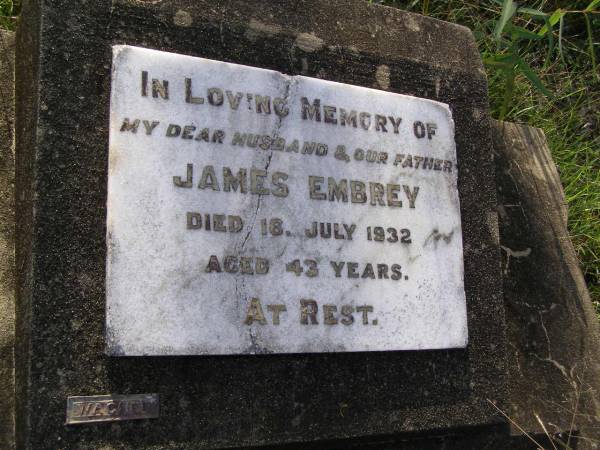 IN LOVING MEMORY OF
MY DEAR HUSBAND & OUR FATHER
JAMES EMBREY
DIED 18. JULY 1932
AGED 43 YEARS.
AT REST.